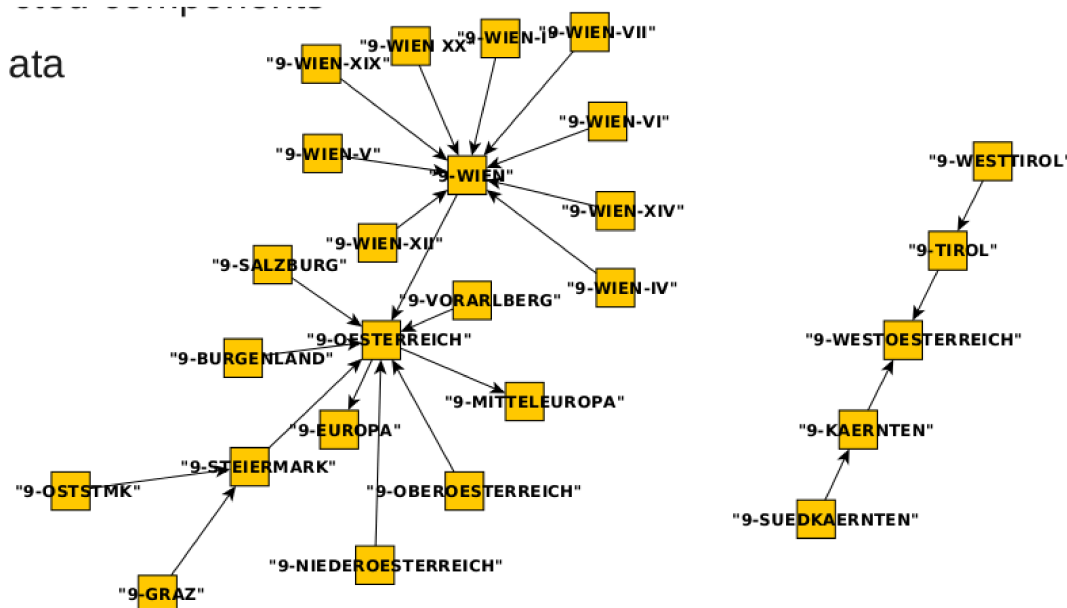 components
ata
"9-WIEN-VII"
"9-WIEN-I"
"9-WIEN XX"
"9-WIEN-XIX"
"9-WIEN-VI"
"9-WIEN-V"
"9-WESTTIROL"
"9-WIEN"
"9-WIEN-XIV"
"9-WIEN-XII"
"9-TIROL"
"9-SALZBURG"
"9-WIEN-IV"
"9-VORARLBERG"
"9-OESTERREICH"
"9-WESTOESTERREICH"
"9-BURGENLAND"
"9-MITTELEUROPA"
"9-EUROPA"
"9-KAERNTEN"
"9-STEIERMARK"
"9-OSTSTMK"
"9-OBEROESTERREICH"
"9-SUEDKAERNTEN"
"9-NIEDEROESTERREICH"
"9-GRAZ"